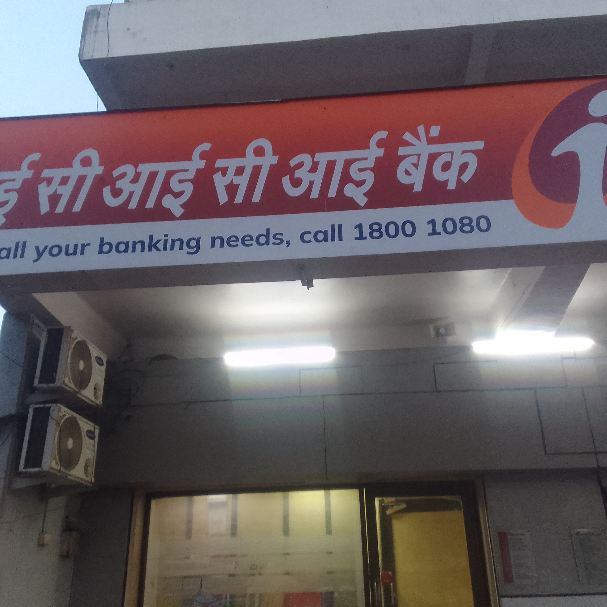 ई सी आई सी आई बैंक
all your banking needs, call 1800 1080